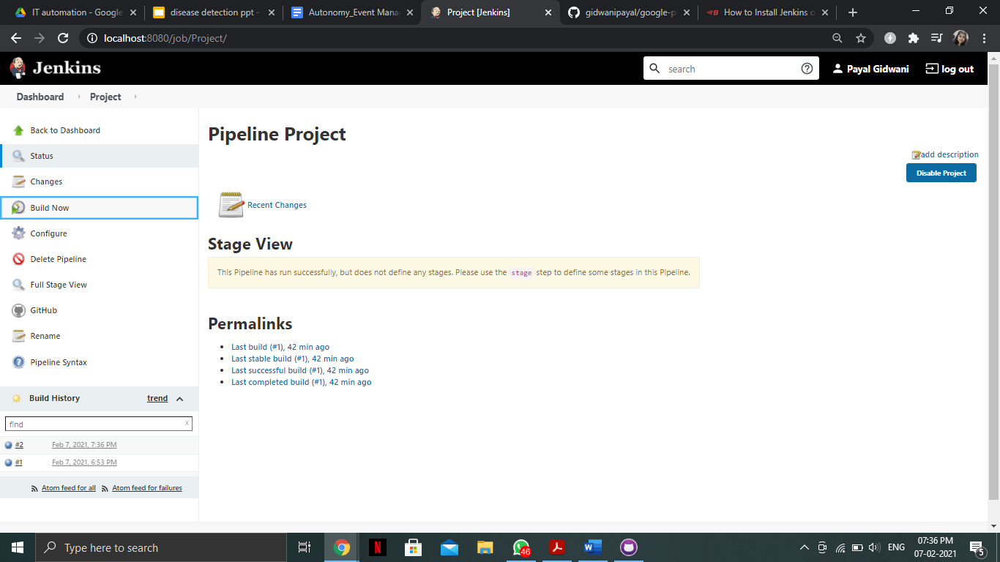 IT automation - Google
disease detection ppt -
Autonomy_Event Mana
Project [Jenkins]
gidwanipayal/google-p
How to Install Jenkins o
localhost:8080/job/Project/
Jenkins
search
Payal Gidwani
log out
Dashboard
Project
Back to Dashboard
Status
Changes
Build Now
Configure
Delete Pipeline
Full Stage View
GitHub
Rename
Pipeline Syntax
Build History
trend
find
x
#2 Feb 7, 2021, 7:36 PM
#1 Feb 7, 2021, 6:53 PM
Atom feed for all
Atom feed for failures
Pipeline Project
add description
Disable Project
Recent Changes
Stage View
This Pipeline has run successfully, but does not define any stages. Please use the stage step to define some stages in this Pipeline.
Permalinks
Last build (#1), 42 min ago
Last stable build (#1), 42 min ago
Last successful build (#1), 42 min ago
Last completed build (#1), 42 min ago
Type here to search
46
ENG
07:36 PM
07-02-2021
5